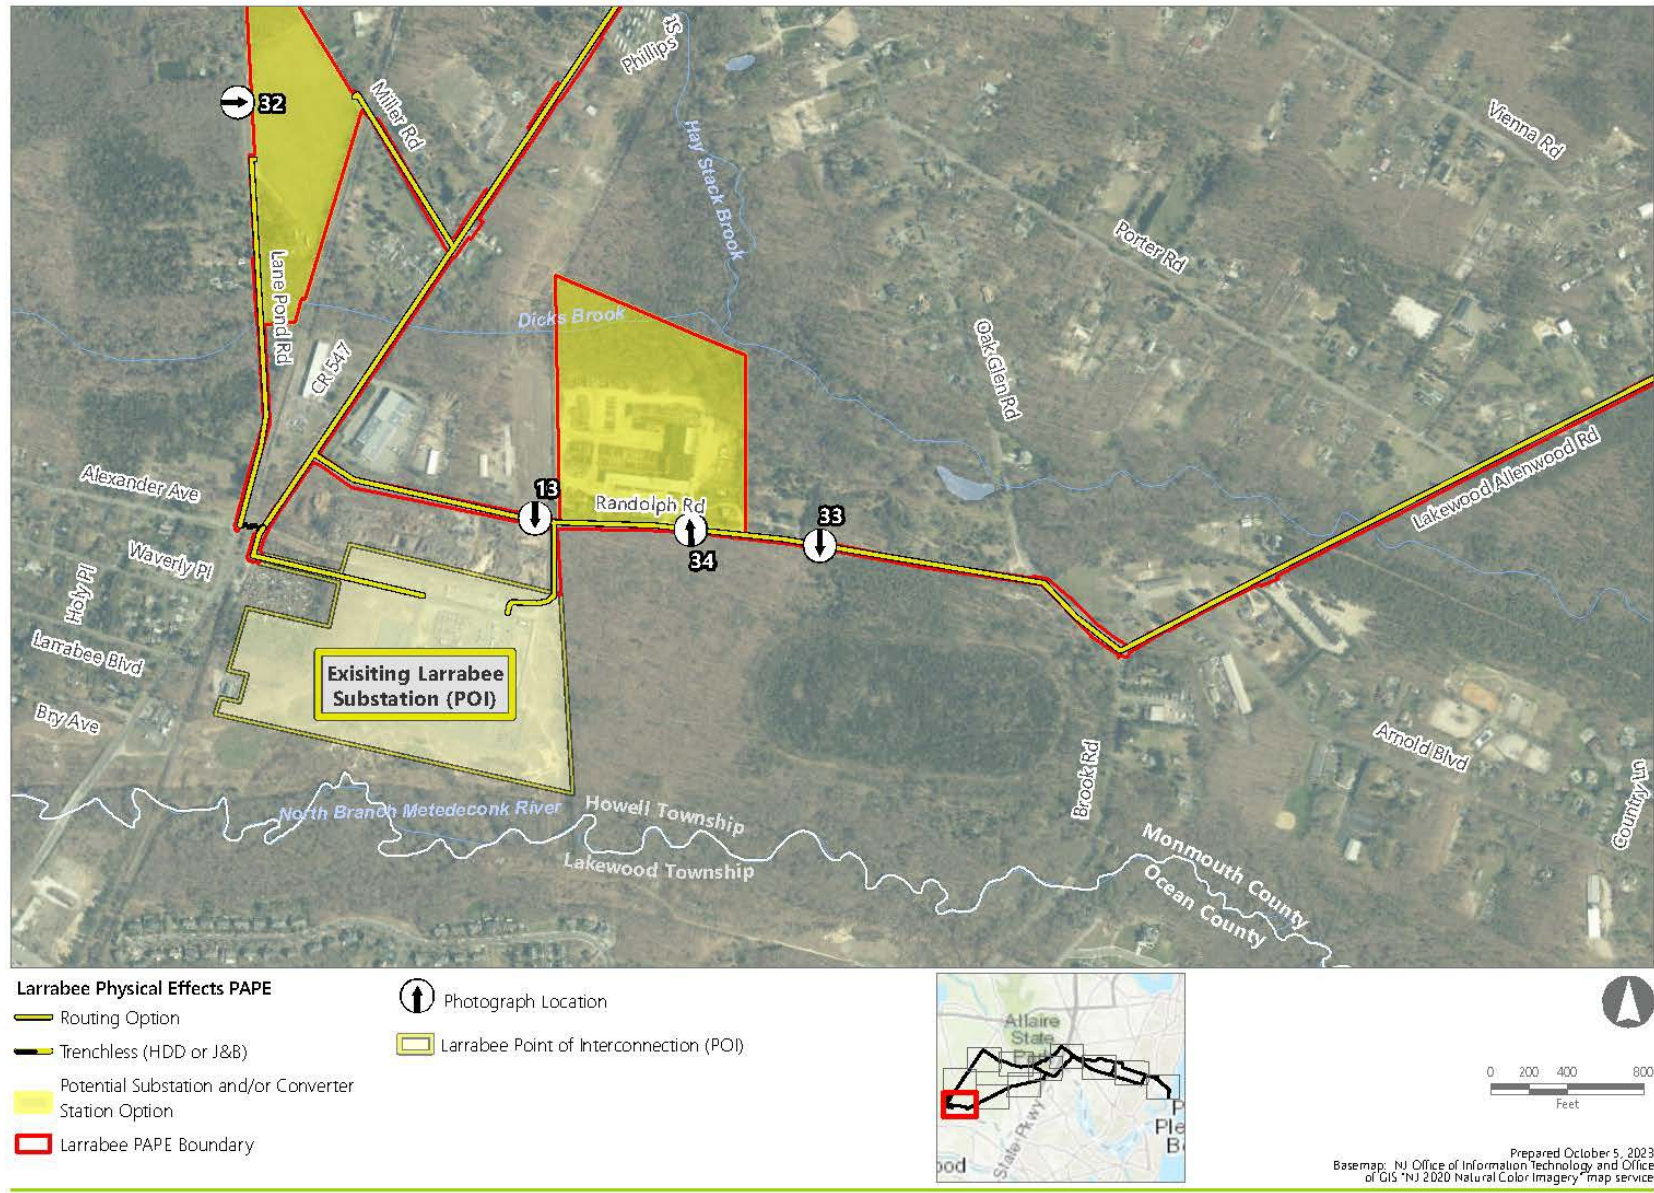 Phillips
St
32
Miller Rd
Hay Stack Brook
Vienna Rd
Porter Rd
Lane Pond Rd
Dicks Brook
CR 547
Oak Glen Rd
Lakewood Allenwood Rd
Alexander Ave
13
Randolph Rd
33
34
Waverly Pl
Holy Pl
Larrabee Blvd
Exisiting Larrabee
Substation (POI)
Bry Ave
Arnold Blvd
Brook Rd
Country Ln
North Branch Metedeconk River
Howell Township
Lakewood Township
Monmouth County
Ocean County
Larrabee Physical Effects PAPE
Routing Option
Trenchless (HDD or J&B)
Potential Substation and/or Converter
Station Option
Larrabee PAPE Boundary
Photograph Location
Larrabee Point of Interconnection (POI)
Allaire
State
Park
State Pkwy
P
Ple
B
ood
0 200 400 800
Feet
Prepared October 5, 2023
Basemap: NJ Office of Information Technology and Office
of GIS "NJ 2020 Natural Color Imagery" map service